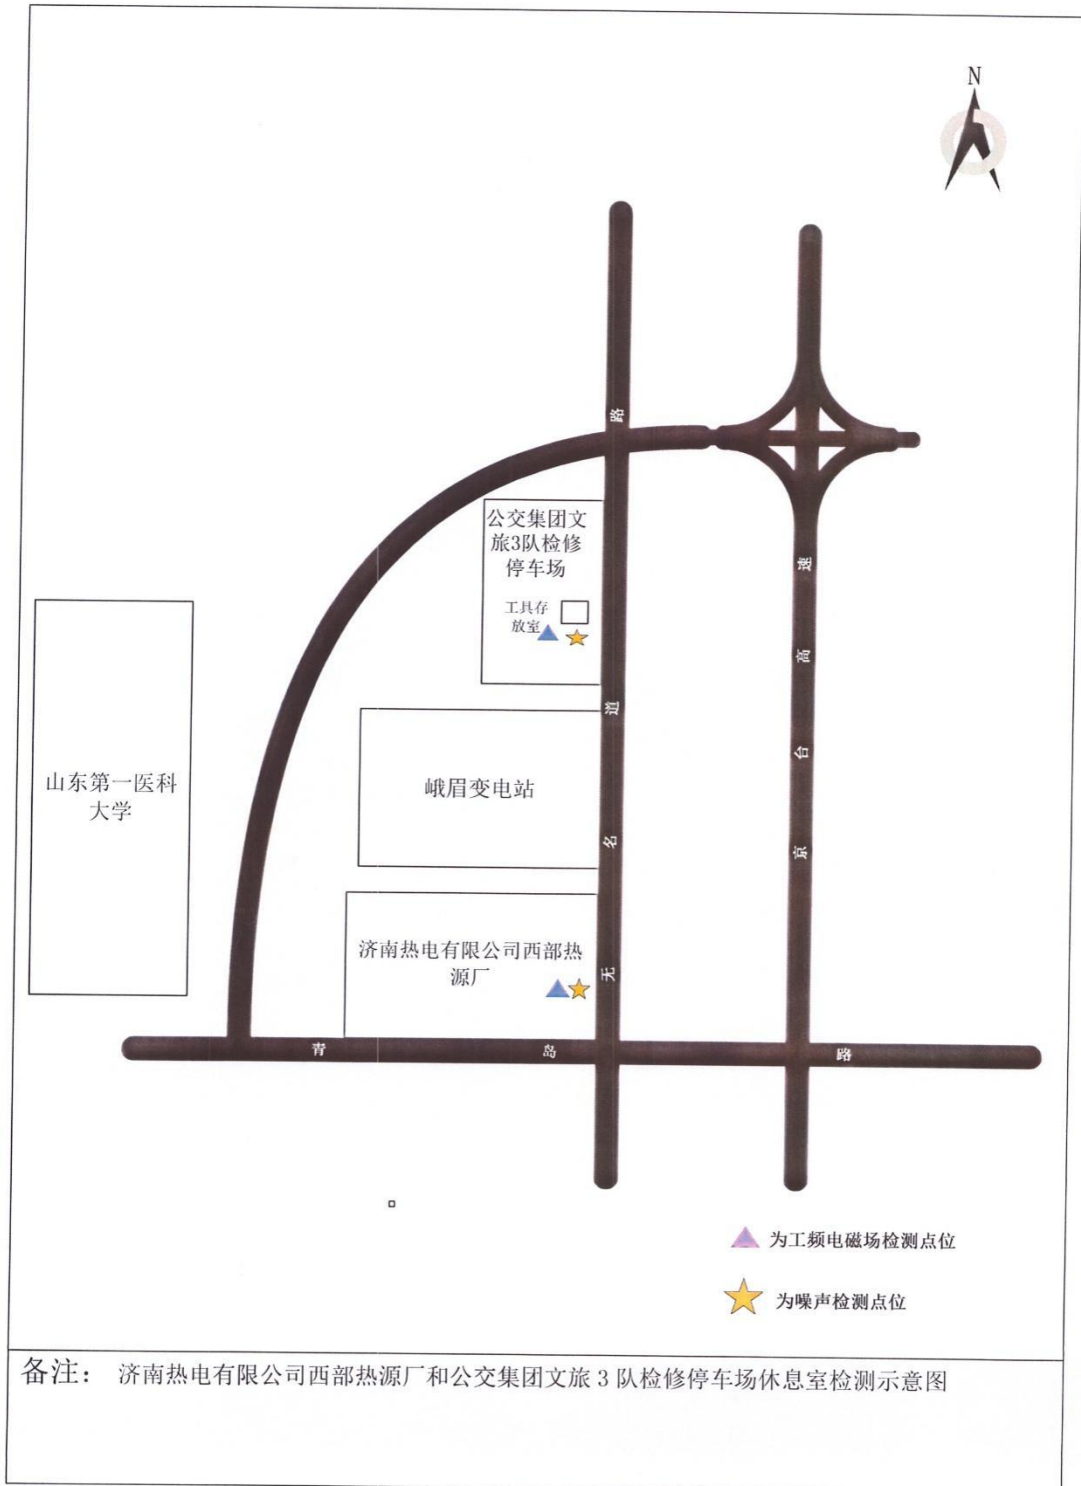 N
公交集团文
旅3队检修
停车场
工具存
放室
山东第一医科
大学
峨眉变电站
济南热电有限公司西部热
源厂
无名道路
京台高速
青岛路
为工频电磁场检测点位
为噪声检测点位
备注： 济南热电有限公司西部热源厂和公交集团文旅 3 队检修停车场休息室检测示意图